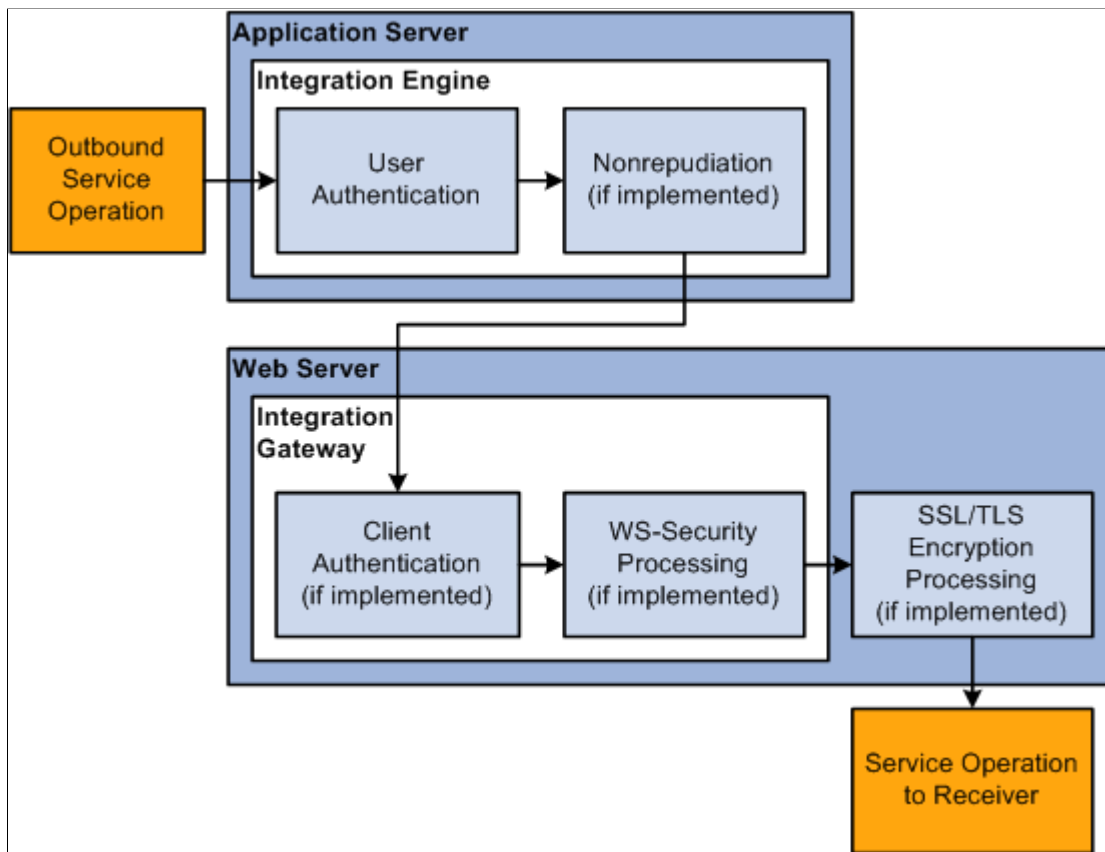 Application Server
Integration Engine
Outbound
Service
Operation
User
Authentication
Nonrepudiation
(if implemented)
Web Server
Integration
Gateway
Client
Authentication
(if implemented)
WS-Security
Processing
(if implemented)
SSL/TLS
Encryption
Processing
(if implemented)
Service Operation
to Receiver